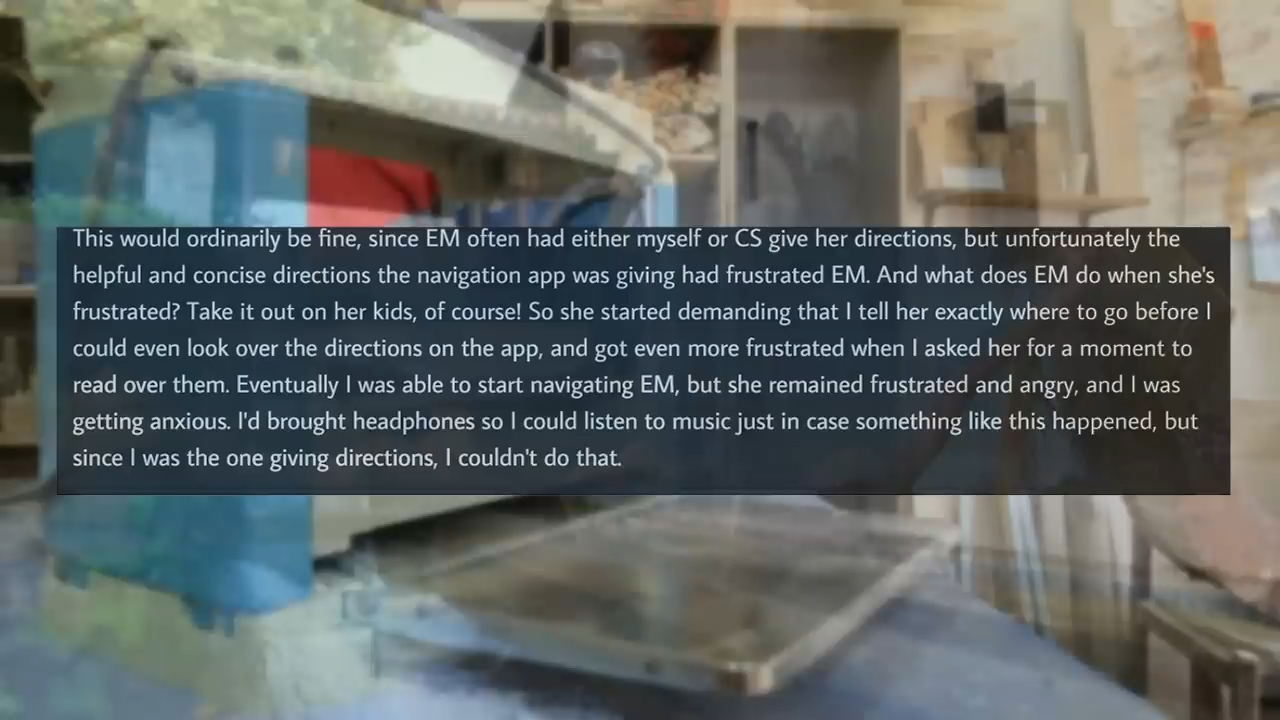 This would ordinarily be fine, since EM often had either myself or CS give her directions, but unfortunately the
helpful and concise directions the navigation app was giving had frustrated EM. And what does EM do when she's
frustrated? Take it out on her kids, of course! So she started demanding that I tell her exactly where to go before I
could even look over the directions on the app, and got even more frustrated when I asked her for a moment to
read over them. Eventually I was able to start navigating EM, but she remained frustrated and angry, and I was
getting anxious. I'd brought headphones so I could listen to music just in case something like this happened, but
since I was the one giving directions, I couldn't do that.